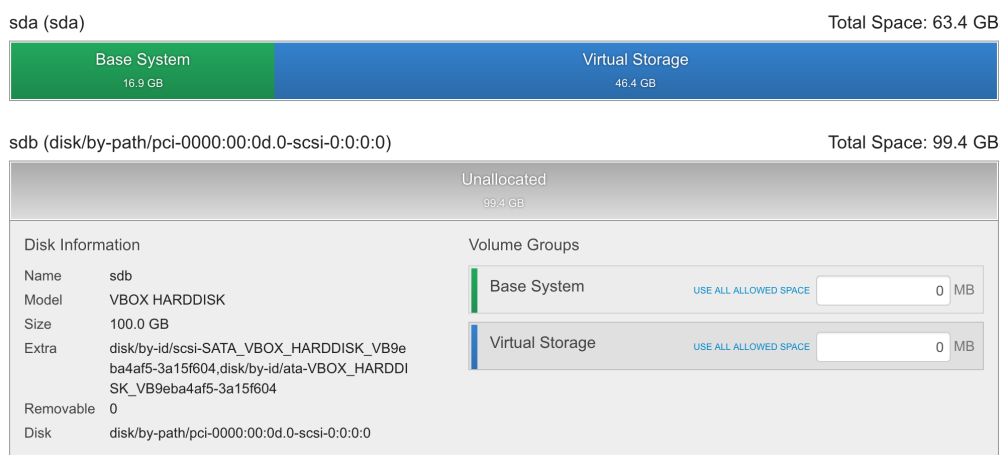 sda (sda) Total Space: 63.4 GB
Base System Virtual Storage
16.9 GB 46.4 GB
sdb (disk/by-path/pci-0000:00:0d.0-scsi-0:0:0:0) Total Space: 99.4 GB
Unallocated
99.4 GB
Disk Information
Name sdb
Model VBOX HARDDISK
Size 100.0 GB
Extra disk/by-id/scsi-SATA_VBOX_HARDDISK_VB9e
ba4af5-3a15f604,disk/by-id/ata-VBOX_HARDDI
SK_VB9eba4af5-3a15f604
Removable 0
Disk disk/by-path/pci-0000:00:0d.0-scsi-0:0:0:0
Volume Groups
Base System USE ALL ALLOWED SPACE 0 MB
Virtual Storage USE ALL ALLOWED SPACE 0 MB